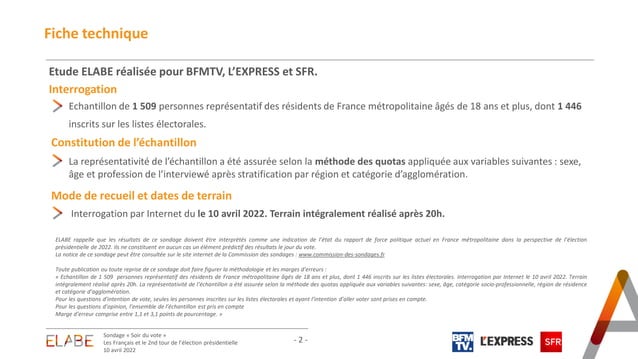 Fiche technique
Etude ELABE réalisée pour BFMTV, L’EXPRESS et SFR.
Interrogation
Echantillon de 1 509 personnes représentatif des résidents de France métropolitaine âgés de 18 ans et plus, dont 1 446
inscrits sur les listes électorales.
Constitution de l’échantillon
La représentativité de l’échantillon a été assurée selon la méthode des quotas appliquée aux variables suivantes : sexe,
âge et profession de l’interviewé après stratification par région et catégorie d’agglomération.
Mode de recueil et dates de terrain
Interrogation par Internet du le 10 avril 2022. Terrain intégralement réalisé après 20h.
ELABE rappelle que les résultats de ce sondage doivent être interprétés comme une indication de l’état du rapport de force politique actuel en France métropolitaine dans la perspective de l’élection
présidentielle de 2022. Ils ne constituent en aucun cas un élément prédictif des résultats le jour du vote.
La notice de ce sondage peut être consultée sur le site internet de la Commission des sondages : www.commission-des-sondages.fr
Toute publication ou toute reprise de ce sondage doit faire figurer la méthodologie et les marges d’erreurs :
« Echantillon de 1 509 personnes représentatif des résidents de France métropolitaine âgés de 18 ans et plus, dont 1 446 inscrits sur les listes électorales. Interrogation par Internet le 10 avril 2022. Terrain
intégralement réalisé après 20h. La représentativité de l’échantillon a été assurée selon la méthode des quotas appliquée aux variables suivantes: sexe, âge, catégorie socio-professionnelle, région de résidence
et catégorie d’agglomération.
Pour les questions d’intention de vote, seules les personnes inscrites sur les listes électorales et ayant l’intention d’aller voter sont prises en compte.
Pour les questions d’opinion, l’ensemble de l’échantillon est pris en compte
Marge d’erreur comprise entre 1,1 et 3,1 points de pourcentage. »
ELABE
Sondage « Soir du vote »
Les Français et le 2nd tour de l’élection présidentielle
10 avril 2022
- 2 -
BFM
TV.
L’EXPRESS
SFR